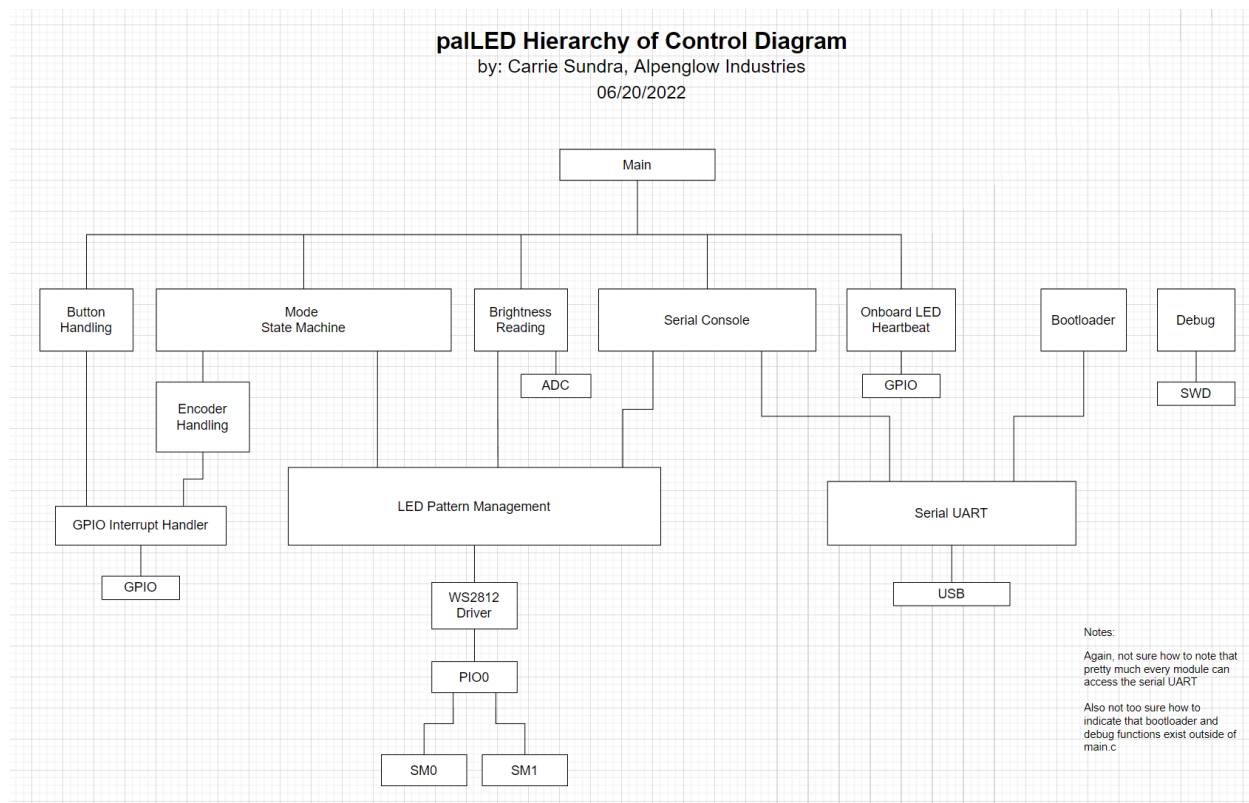 palLED Hierarchy of Control Diagram
by: Carrie Sundra, Alpenglow Industries
06/20/2022
Main
Button
Handling
Mode
State Machine
Brightness
Reading
Serial Console
Onboard LED
Heartbeat
Bootloader
Debug
ADC
GPIO
SWD
Encoder
Handling
LED Pattern Management
Serial UART
GPIO Interrupt Handler
GPIO
WS2812
Driver
USB
PIO0
SM0
SM1
Notes:
Again, not sure how to note that
pretty much every module can
access the serial UART
Also not too sure how to
indicate that bootloader and
debug functions exist outside of
main.c